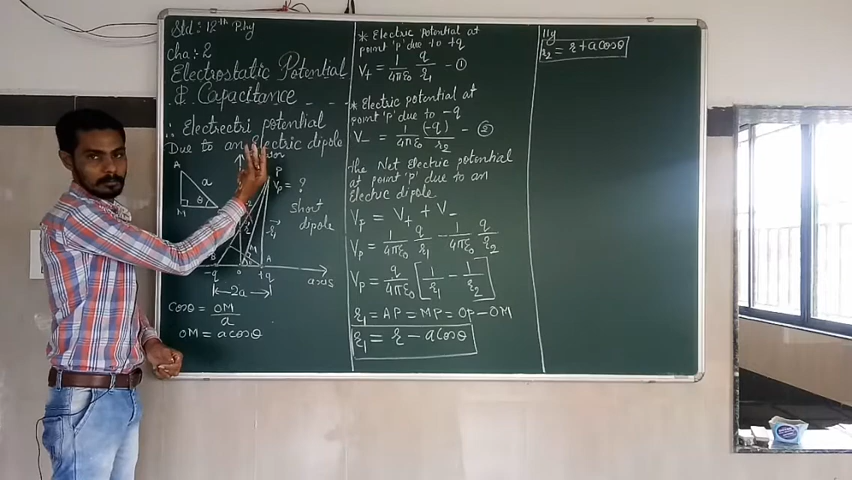 Std:- 12th Phy
cha: 2
Electrostatic Potential
& Capacitance
∴ Electrectri potential
Due to an Electric dipole
A
a
θ
M
P
Vp = ?
short
dipole
r1
B
A
-q
o
+q
axis
2a
cosθ = OM/a
OM = a cosθ
* Electric Potential at
point 'p' due to +q
V+ = 1/4πε0 q/r1 - ①
* Electric potential at
point 'p' due to -q
V- = 1/4πε0 (-q)/r2 - ②
The Net Electric potential
at point 'p' due to an
Electric dipole.
Vp = V+ + V-
Vp = 1/4πε0 q/r1 - 1/4πε0 q/r2
Vp = q/4πε0 [1/r1 - 1/r2]
r1 = AP = MP = OP - OM
r1 = r - a cosθ
lly
r2 = r + a cosθ